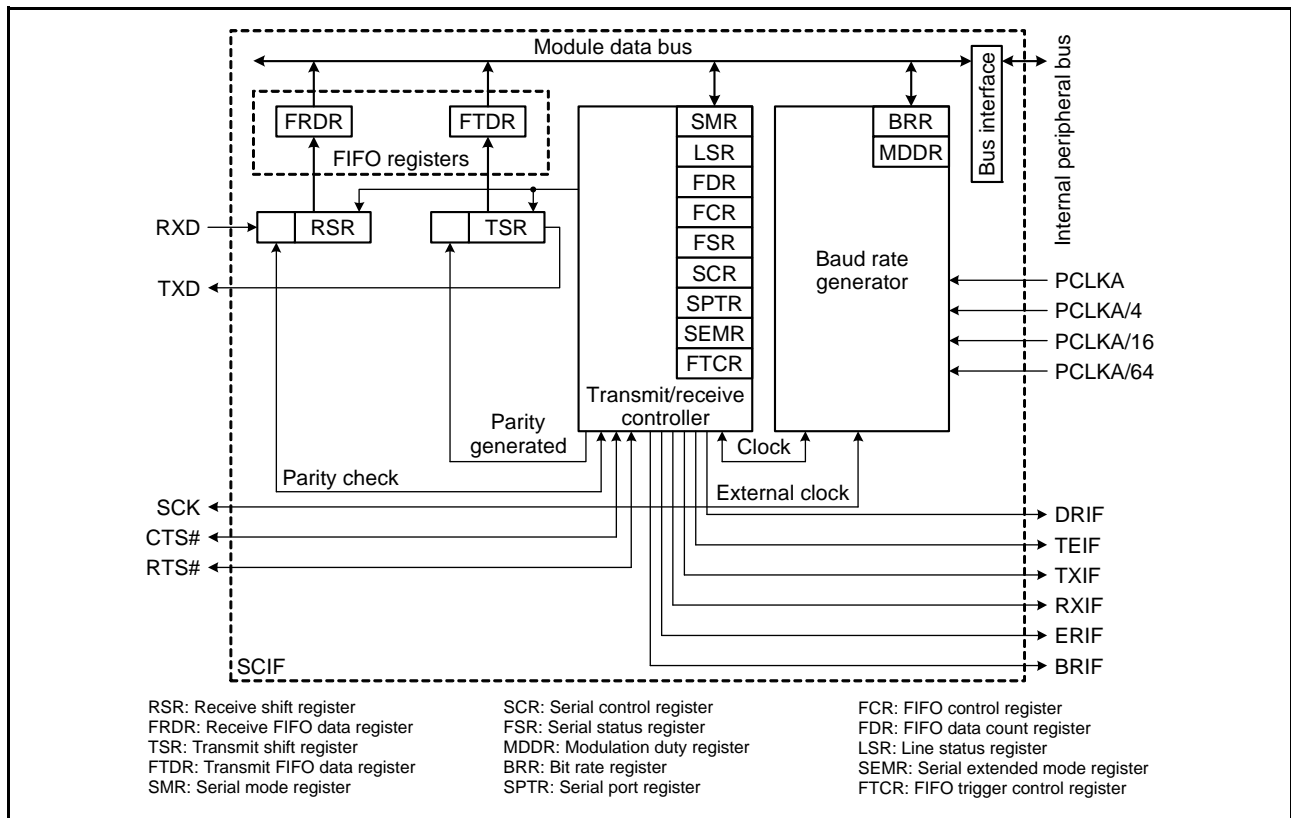 Module data bus
Bus interface
Internal peripheral bus
FRDR
FTDR
FIFO registers
SMR
LSR
FDR
FCR
FSR
SCR
SPTR
SEMR
FTCR
Transmit/receive
controller
BRR
MDDR
Baud rate
generator
RXD
RSR
TSR
TXD
PCLKA
PCLKA/4
PCLKA/16
PCLKA/64
Parity
generated
Clock
Parity check
External clock
SCK
CTS#
RTS#
DRIF
TEIF
TXIF
RXIF
ERIF
BRIF
SCIF
RSR: Receive shift register
FRDR: Receive FIFO data register
TSR: Transmit shift register
FTDR: Transmit FIFO data register
SMR: Serial mode register
SCR: Serial control register
FSR: Serial status register
MDDR: Modulation duty register
BRR: Bit rate register
SPTR: Serial port register
FCR: FIFO control register
FDR: FIFO data count register
LSR: Line status register
SEMR: Serial extended mode register
FTCR: FIFO trigger control register